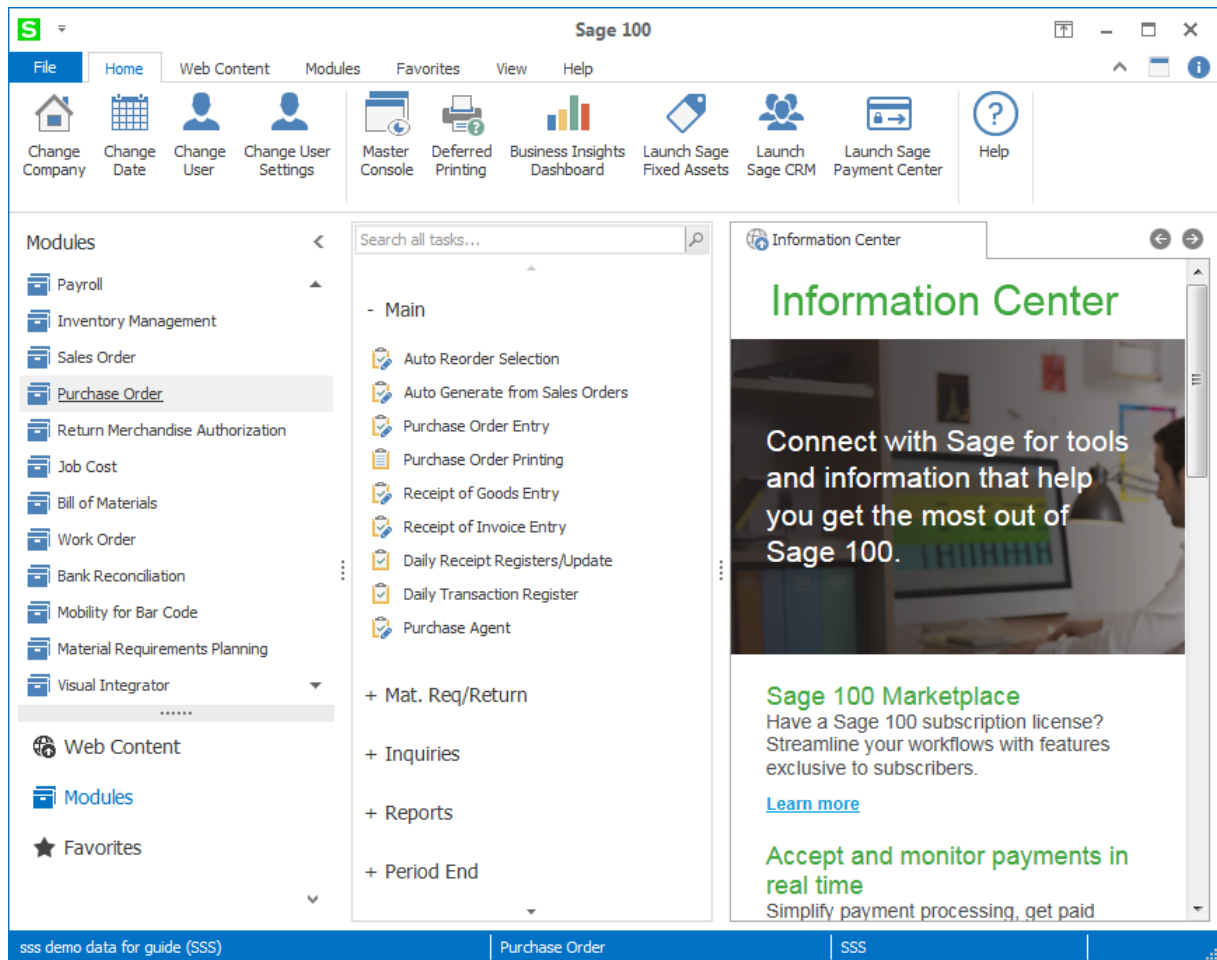 S
Sage 100
File Home Web Content Modules Favorites View Help
Change Company
Change Date
Change User
Change User Settings
Master Console
Deferred Printing
Business Insights Dashboard
Launch Sage Fixed Assets
Launch Sage CRM
Launch Sage Payment Center
Help
Modules
Payroll
Inventory Management
Sales Order
Purchase Order
Return Merchandise Authorization
Job Cost
Bill of Materials
Work Order
Bank Reconciliation
Mobility for Bar Code
Material Requirements Planning
Visual Integrator
Web Content
Modules
Favorites
Search all tasks...
- Main
Auto Reorder Selection
Auto Generate from Sales Orders
Purchase Order Entry
Purchase Order Printing
Receipt of Goods Entry
Receipt of Invoice Entry
Daily Receipt Registers/Update
Daily Transaction Register
Purchase Agent
+ Mat. Req/Return
+ Inquiries
+ Reports
+ Period End
Information Center
Information Center
Connect with Sage for tools
and information that help
you get the most out of
Sage 100.
Sage 100 Marketplace
Have a Sage 100 subscription license?
Streamline your workflows with features
exclusive to subscribers.
Learn more
Accept and monitor payments in
real time
Simplify payment processing, get paid
sss demo data for guide (SSS) Purchase Order SSS